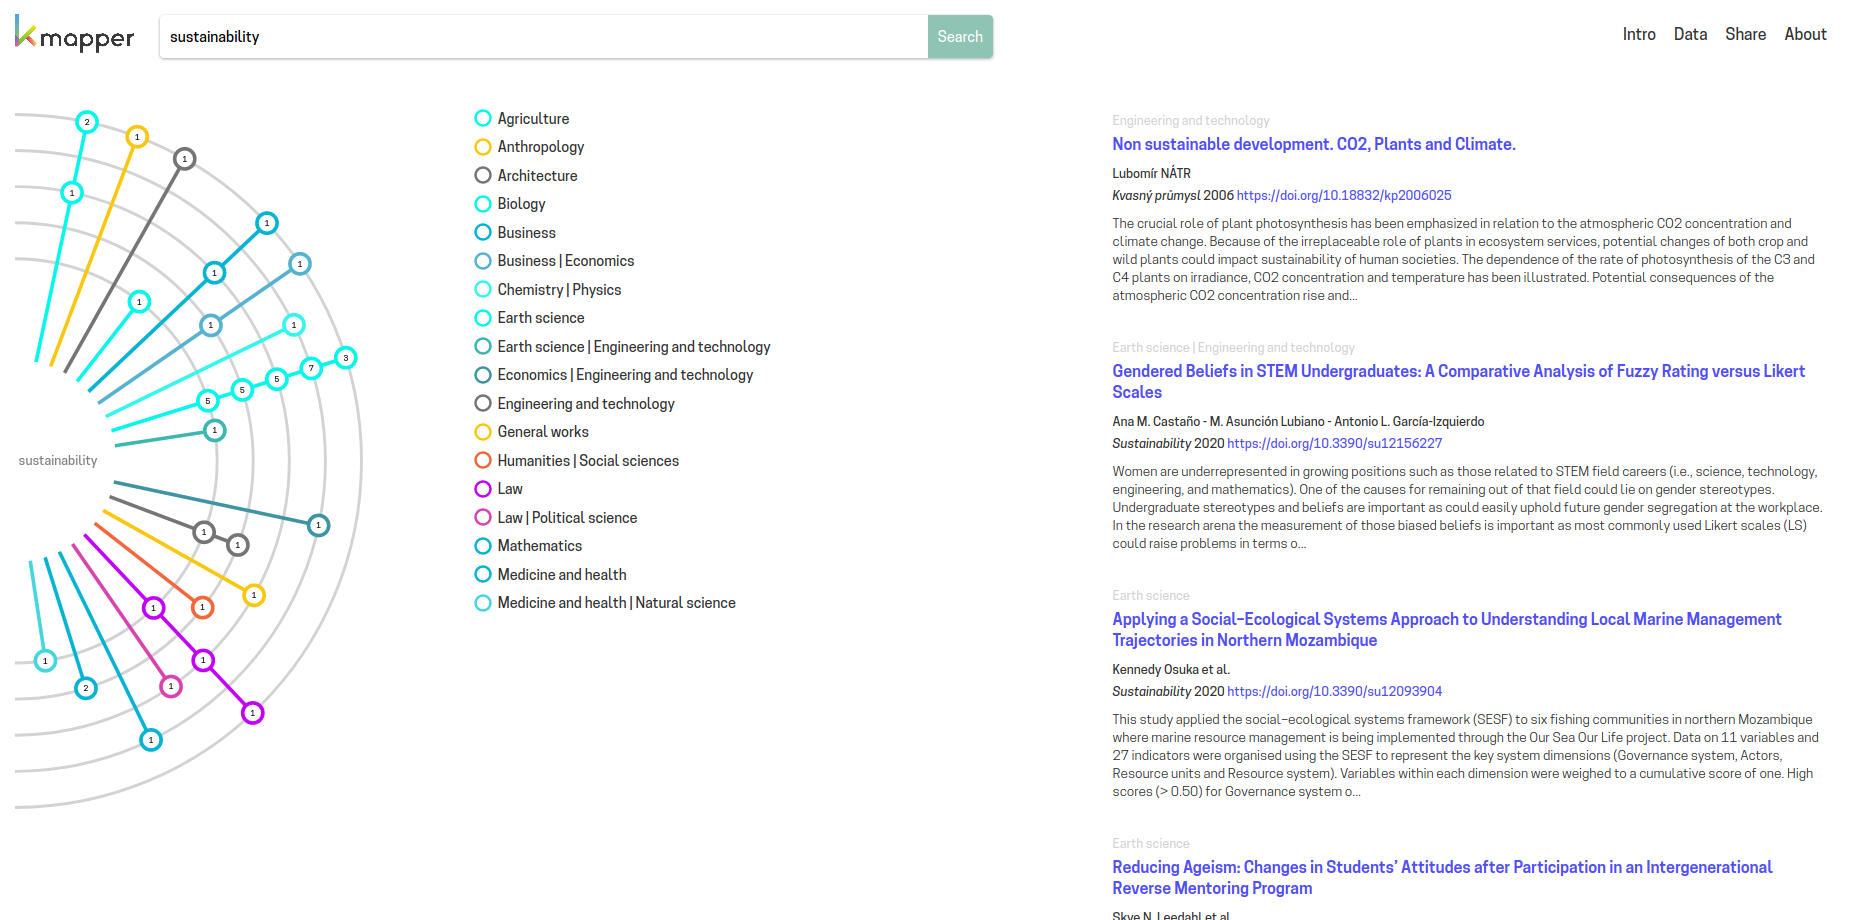 k mapper
sustainability
Search
Intro
Data
Share
About
2
1
1
1
1
1
1
1
1
1
1
3
7
5
5
5
1
sustainability
1
1
1
1
1
1
1
1
1
2
1
1
Agriculture
Anthropology
Architecture
Biology
Business
Business | Economics
Chemistry | Physics
Earth science
Earth science | Engineering and technology
Economics | Engineering and technology
Engineering and technology
General works
Humanities | Social sciences
Law
Law | Political science
Mathematics
Medicine and health
Medicine and health | Natural science
Engineering and technology
Non sustainable development. CO2, Plants and Climate.
Lubomír NÁTR
Kvasný průmysl 2006 https://doi.org/10.18832/kp2006025
The crucial role of plant photosynthesis has been emphasized in relation to the atmospheric CO2 concentration and
climate change. Because of the irreplaceable role of plants in ecosystem services, potential changes of both crop and
wild plants could impact sustainability of human societies. The dependence of the rate of photosynthesis of the C3 and
C4 plants on irradiance, CO2 concentration and temperature has been illustrated. Potential consequences of the
atmospheric CO2 concentration rise and...
Earth science | Engineering and technology
Gendered Beliefs in STEM Undergraduates: A Comparative Analysis of Fuzzy Rating versus Likert
Scales
Ana M. Castaño - M. Asunción Lubiano - Antonio L. García-Izquierdo
Sustainability 2020 https://doi.org/10.3390/su12156227
Women are underrepresented in growing positions such as those related to STEM field careers (i.e., science, technology,
engineering, and mathematics). One of the causes for remaining out of that field could lie on gender stereotypes.
Undergraduate stereotypes and beliefs are important as could easily uphold future gender segregation at the workplace.
In the research arena the measurement of those biased beliefs is important as most commonly used Likert scales (LS)
could raise problems in terms o...
Earth science
Applying a Social–Ecological Systems Approach to Understanding Local Marine Management
Trajectories in Northern Mozambique
Kennedy Osuka et al.
Sustainability 2020 https://doi.org/10.3390/su12093904
This study applied the social–ecological systems framework (SESF) to six fishing communities in northern Mozambique
where marine resource management is being implemented through the Our Sea Our Life project. Data on 11 variables and
27 indicators were organised using the SESF to represent the key system dimensions (Governance system, Actors,
Resource units and Resource system). Variables within each dimension were weighed to a cumulative score of one. High
scores (> 0.50) for Governance system o...
Earth science
Reducing Ageism: Changes in Students’ Attitudes after Participation in an Intergenerational
Reverse Mentoring Program
Skye N. Leedahl et al.